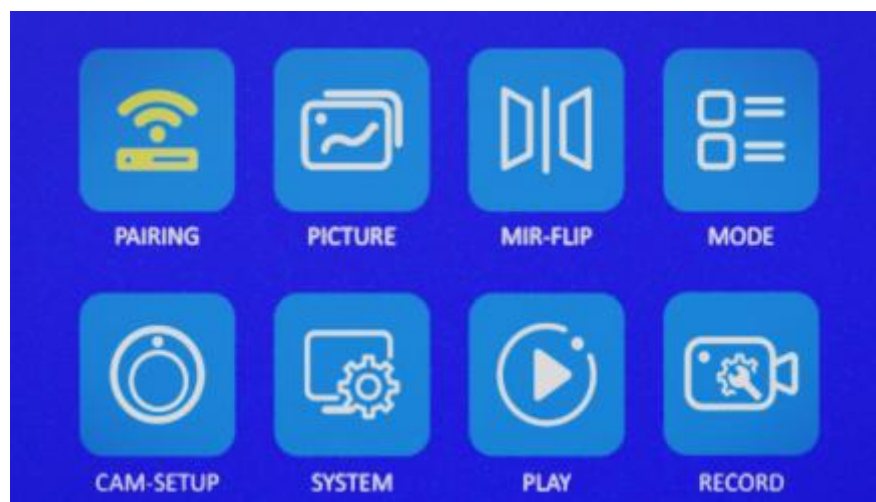 PAIRING PICTURE MIR-FLIP MODE
CAM-SETUP SYSTEM PLAY RECORD